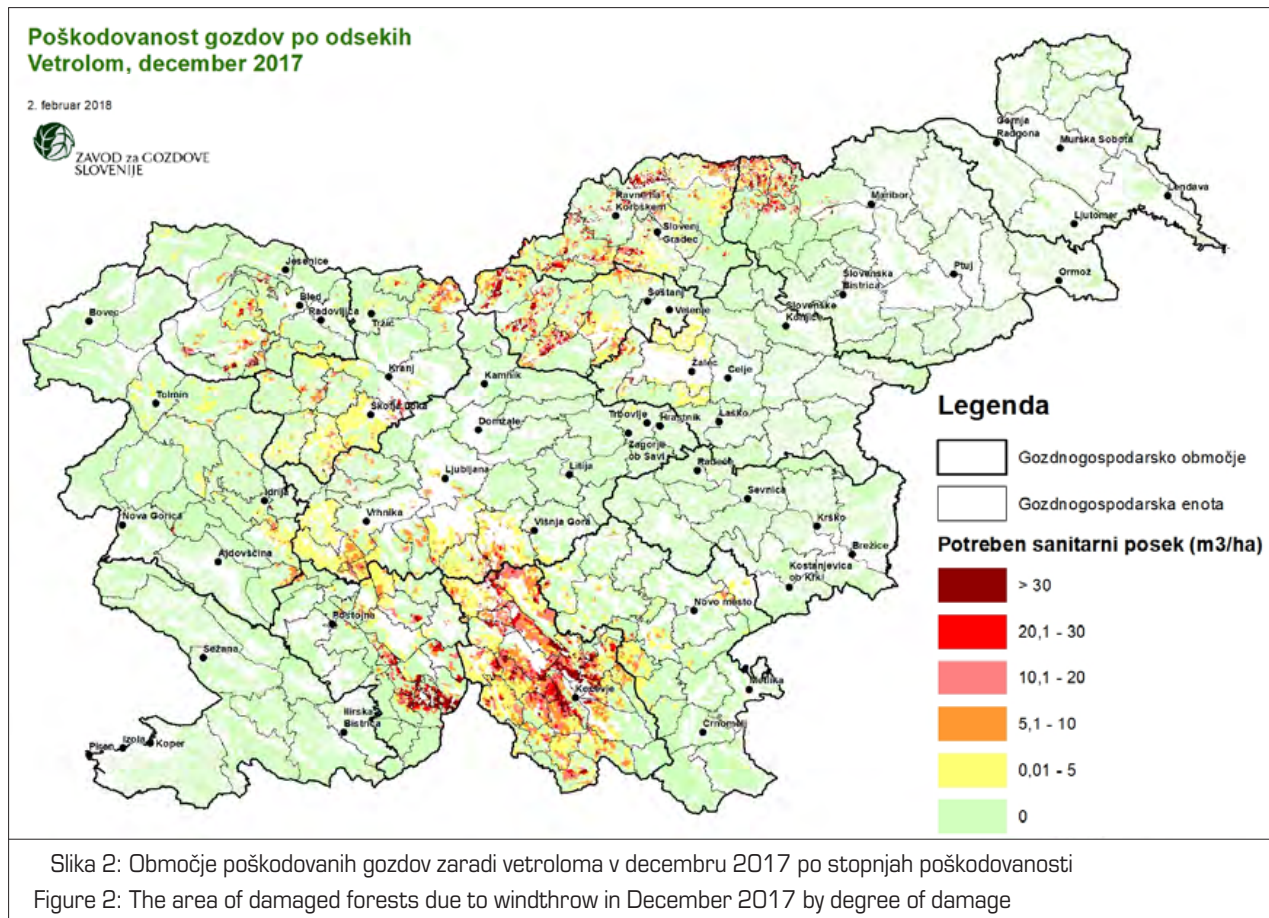 Poškodovanost gozdov po odsekih
Vetrolom, december 2017
2. februar 2018
ZAVOD za GOZDOVE
SLOVENIJE
Gornja
Radgona
Murska Sobota
Lendava
Ljutomer
Maribor
Ravne na
Koroškem
Slovenj
Gradec
Ptuj
Ormož
Slovenska
Bistrica
Slovenske
Konjice
Šoštanj
Velenje
Jesenice
Bled
Radovljica
Tržič
Bovec
Kranj
Kamnik
Žalec
Celje
Tolmin
Škofja Loka
Domžale
Trbovlje
Hrastnik
Laško
Zagorje
ob Savi
Ljubljana
Litija
Radeče
Sevnica
Idrija
Vrhnika
Višnja Gora
Krško
Brežice
Nova Gorica
Ajdovščina
Kostanjevica
ob Krki
Novo mesto
Postojna
Sežana
Kočevje
Metlika
Črnomelj
Ilirska
Bistrica
Piran
Izola
Koper
Legenda
Gozdnogospodarsko območje
Gozdnogospodarska enota
Potreben sanitarni posek (m3/ha)
> 30
20,1 - 30
10,1 - 20
5,1 - 10
0,01 - 5
0
Slika 2: Območje poškodovanih gozdov zaradi vetroloma v decembru 2017 po stopnjah poškodovanosti
Figure 2: The area of damaged forests due to windthrow in December 2017 by degree of damage